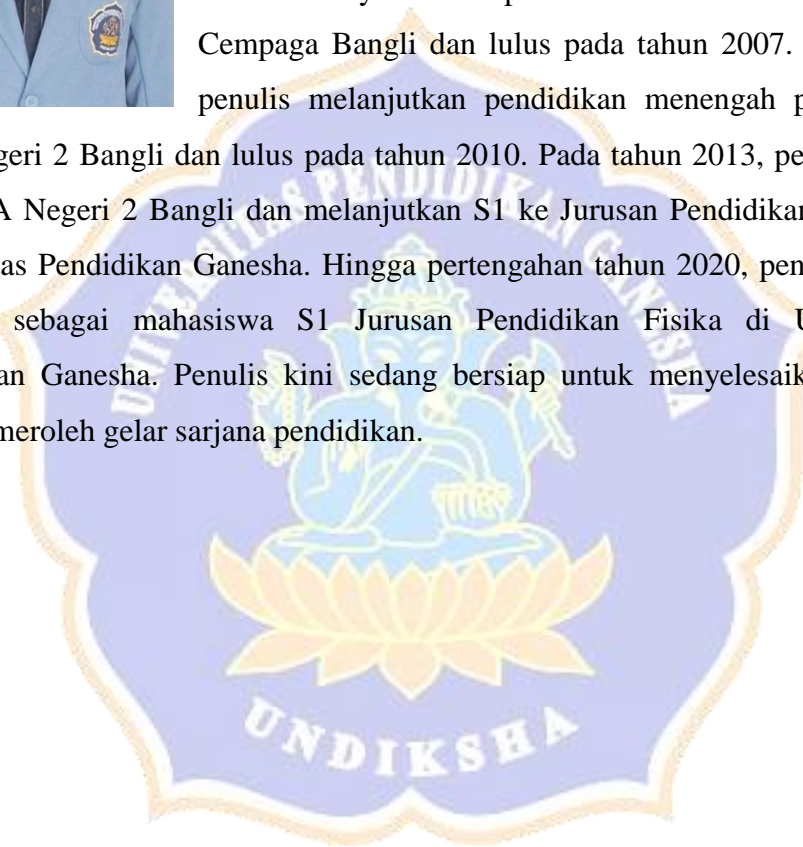 Cempaga Bangli dan lulus pada tahun 2007.
penulis melanjutkan pendidikan menengah p
geri 2 Bangli dan lulus pada tahun 2010. Pada tahun 2013, pe
A Negeri 2 Bangli dan melanjutkan S1 ke Jurusan Pendidikan
as Pendidikan Ganesha. Hingga pertengahan tahun 2020, pen
sebagai mahasiswa S1 Jurusan Pendidikan Fisika di U
an Ganesha. Penulis kini sedang bersiap untuk menyelesaik
meroleh gelar sarjana pendidikan.
UNIVERSITAS PENDIDIKAN GANESHA
UNDIKSHA